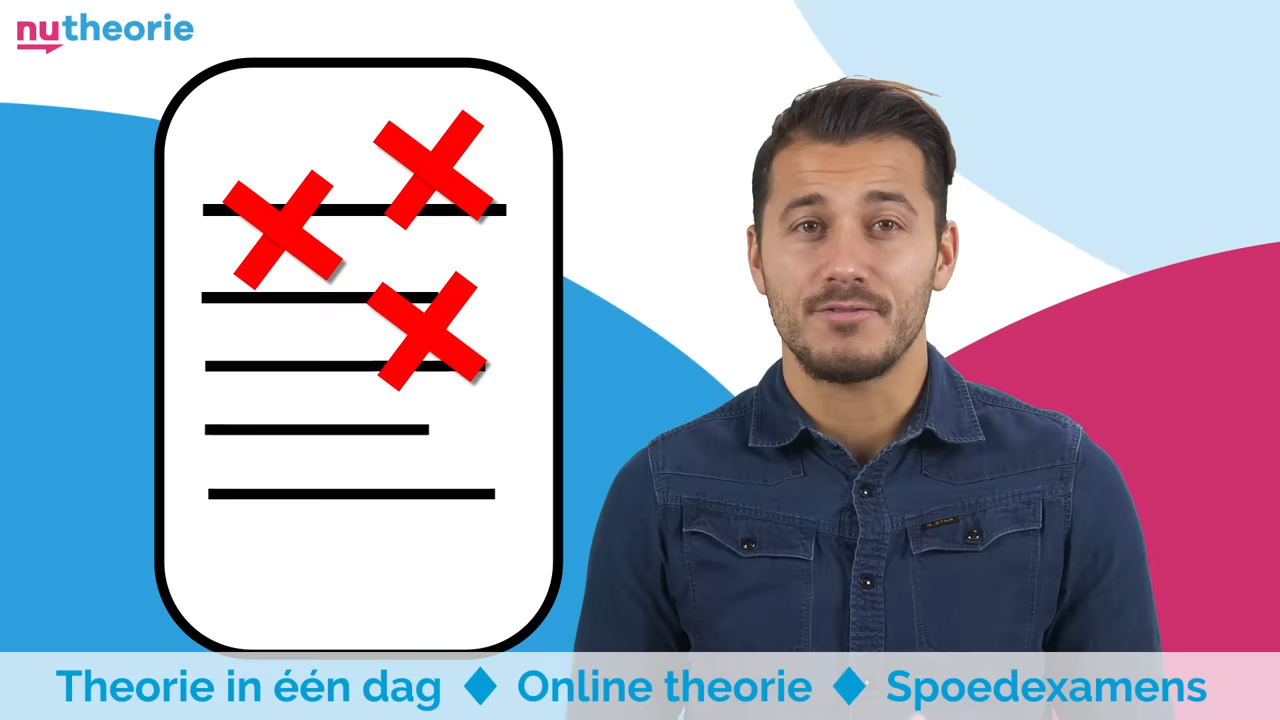 nutheorie
Theorie in één dag ♦ Online theorie ♦ Spoedexamens